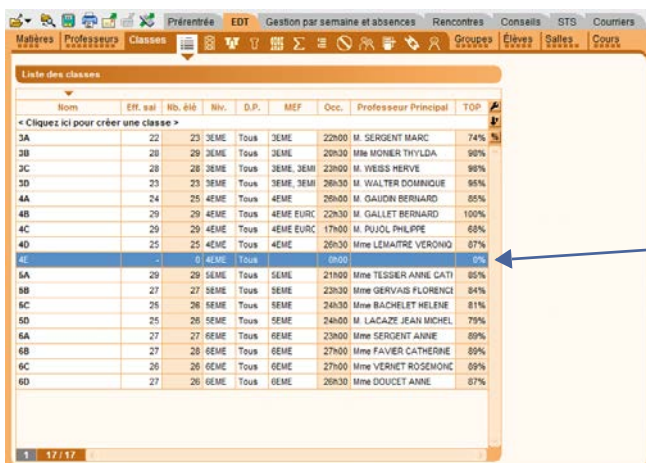 Prérentrée EDT Gestion par semaine et absences Rencontres Conseils STS Courriers
Matières Professeurs Classes Groupes Élèves Salles Cours
Liste des classes
Nom Eff. sai Nb. élè Niv. D.P. MEF Occ. Professeur Principal TOP
< Cliquez ici pour créer une classe >
3A 22 23 3EME Tous 3EME 22h00 M. SERGENT MARC 74%
3B 28 29 3EME Tous 3EME 20h30 Mlle MONIER THYLDA 90%
3C 28 28 3EME Tous 3EME, 3EMI 23h00 M. WEISS HERVE 98%
3D 23 23 3EME Tous 3EME, 3EMI 26h30 M. WALTER DOMINIQUE 95%
4A 24 25 4EME Tous 4EME 26h00 M. GAUDIN BERNARD 85%
4B 29 29 4EME Tous 4EME EURC 22h30 M. GALLET BERNARD 100%
4C 29 29 4EME Tous 4EME EURC 17h00 M. PUJOL PHILIPPE 68%
4D 25 25 4EME Tous 4EME 26h30 Mme LEMAITRE VERONIQ 87%
4E - 0 4EME Tous 0h00 0%
5A 29 29 5EME Tous 5EME 21h00 Mme TESSIER ANNE CATI 85%
5B 27 27 5EME Tous 5EME 23h30 Mme GERVAIS FLORENCE 84%
5C 25 26 5EME Tous 5EME 24h30 Mme BACHELET HELENE 81%
5D 25 26 5EME Tous 5EME 24h00 M. LACAZE JEAN MICHEL 79%
6A 27 27 6EME Tous 6EME 23h00 Mme SERGENT ANNIE 89%
6B 27 28 6EME Tous 6EME 27h00 Mme FAVIER CATHERINE 89%
6C 26 26 6EME Tous 6EME 27h00 Mme VERNET ROSEMONDE 89%
6D 27 26 6EME Tous 6EME 26h30 Mme DOUCET ANNE 87%
1 17/17